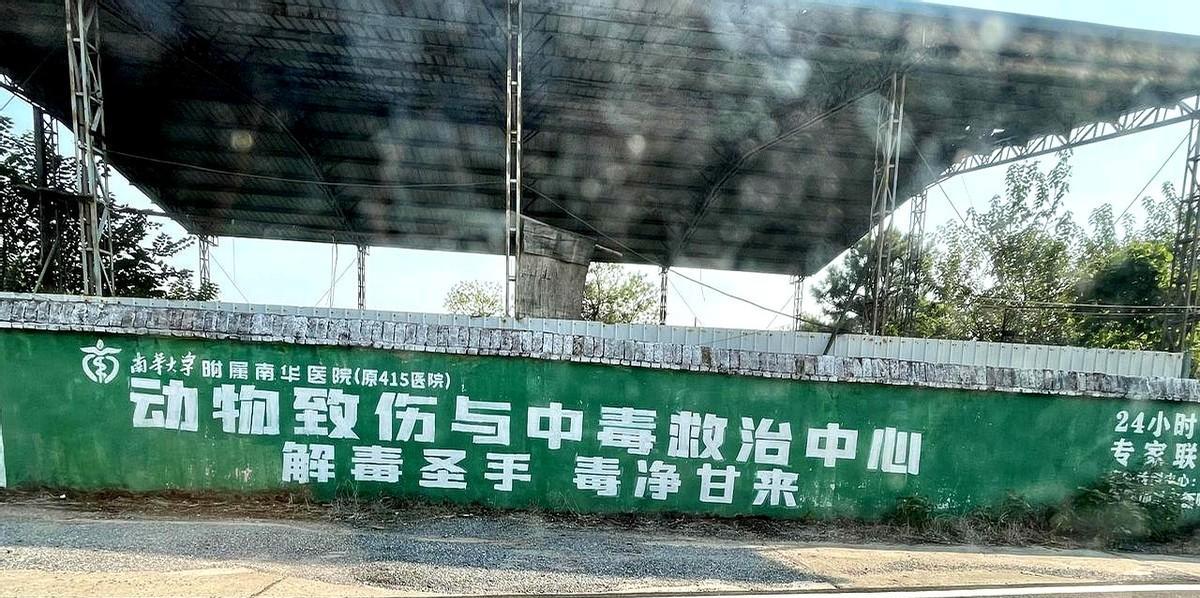 南华大学附属南华医院(原415医院)
动物致伤与中毒救治中心
解毒圣手 毒净甘来
24小时
专家联